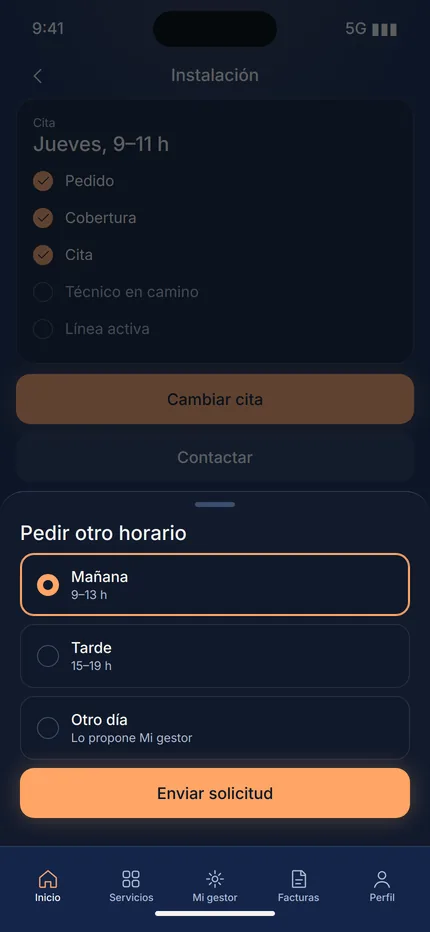 9:41
5G
Instalación
Cita
Jueves, 9–11 h
Pedido
Cobertura
Cita
Técnico en camino
Línea activa
Cambiar cita
Contactar
Pedir otro horario
Mañana
9–13 h
Tarde
15–19 h
Otro día
Lo propone Mi gestor
Enviar solicitud
Inicio
Servicios
Mi gestor
Facturas
Perfil